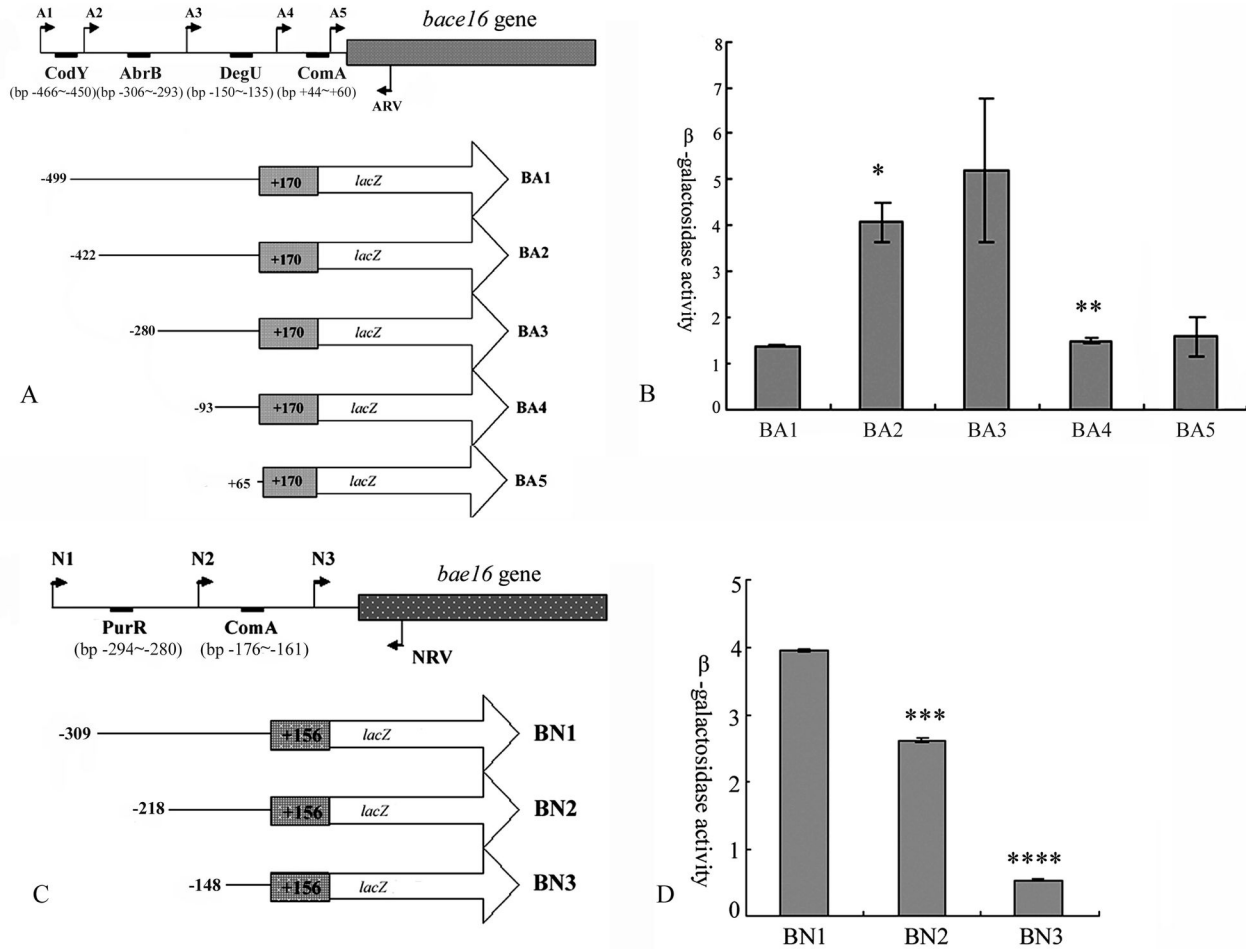 A1 A2 A3 A4 A5
bace16 gene
CodY AbrB DegU ComA
(bp -466~-450)(bp -306~-293) (bp -150~-135) (bp +44~+60)
ARV
-499 +170 lacZ BA1
-422 +170 lacZ BA2
-280 +170 lacZ BA3
-93 +170 lacZ BA4
+65 +170 lacZ BA5
A
8
7
6
5
4
3
2
1
0
β -galactosidase activity
*
**
BA1 BA2 BA3 BA4 BA5
B
N1 N2 N3
bae16 gene
PurR ComA
(bp -294~-280) (bp -176~-161)
NRV
-309 +156 lacZ BN1
-218 +156 lacZ BN2
-148 +156 lacZ BN3
C
5
4
3
2
1
0
β -galactosidase activity
***
****
BN1 BN2 BN3
D